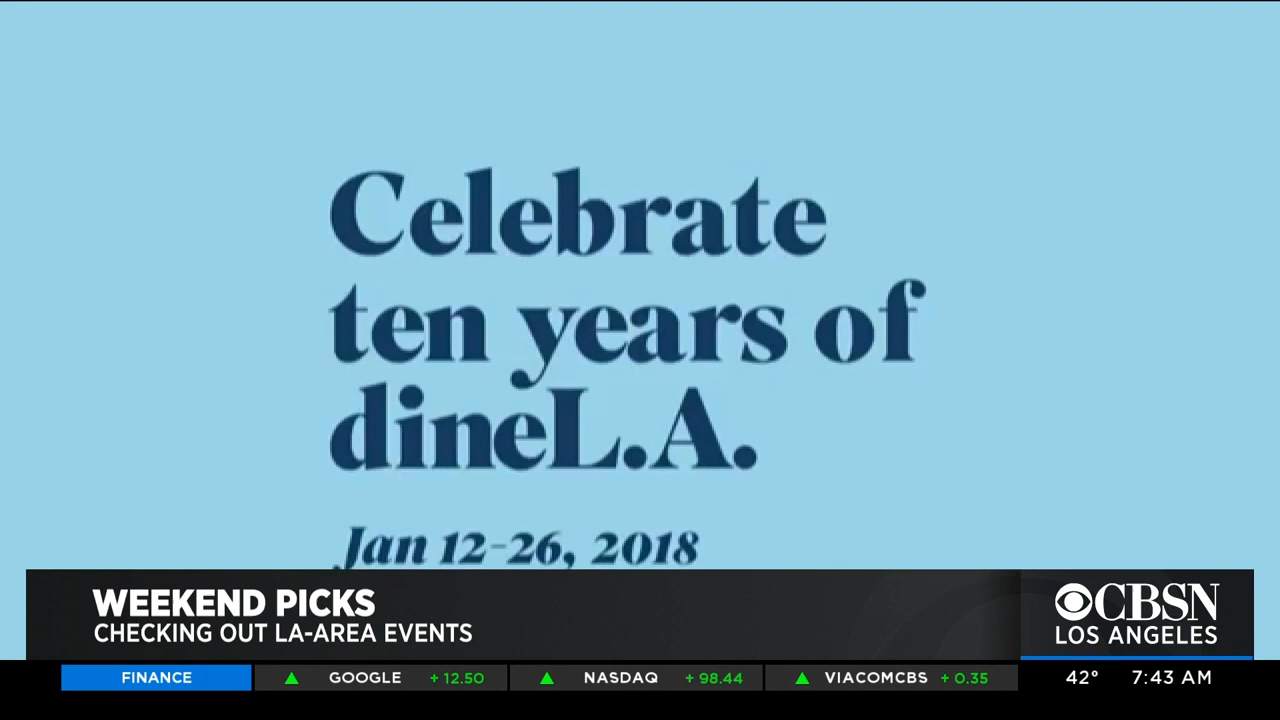 Celebrate
ten years of
dineL.A.
Jan 12-26, 2018
WEEKEND PICKS
CHECKING OUT LA-AREA EVENTS
CBSN
LOS ANGELES
FINANCE GOOGLE + 12.50 NASDAQ + 98.44 VIACOMCBS + 0.35 42° 7:43 AM